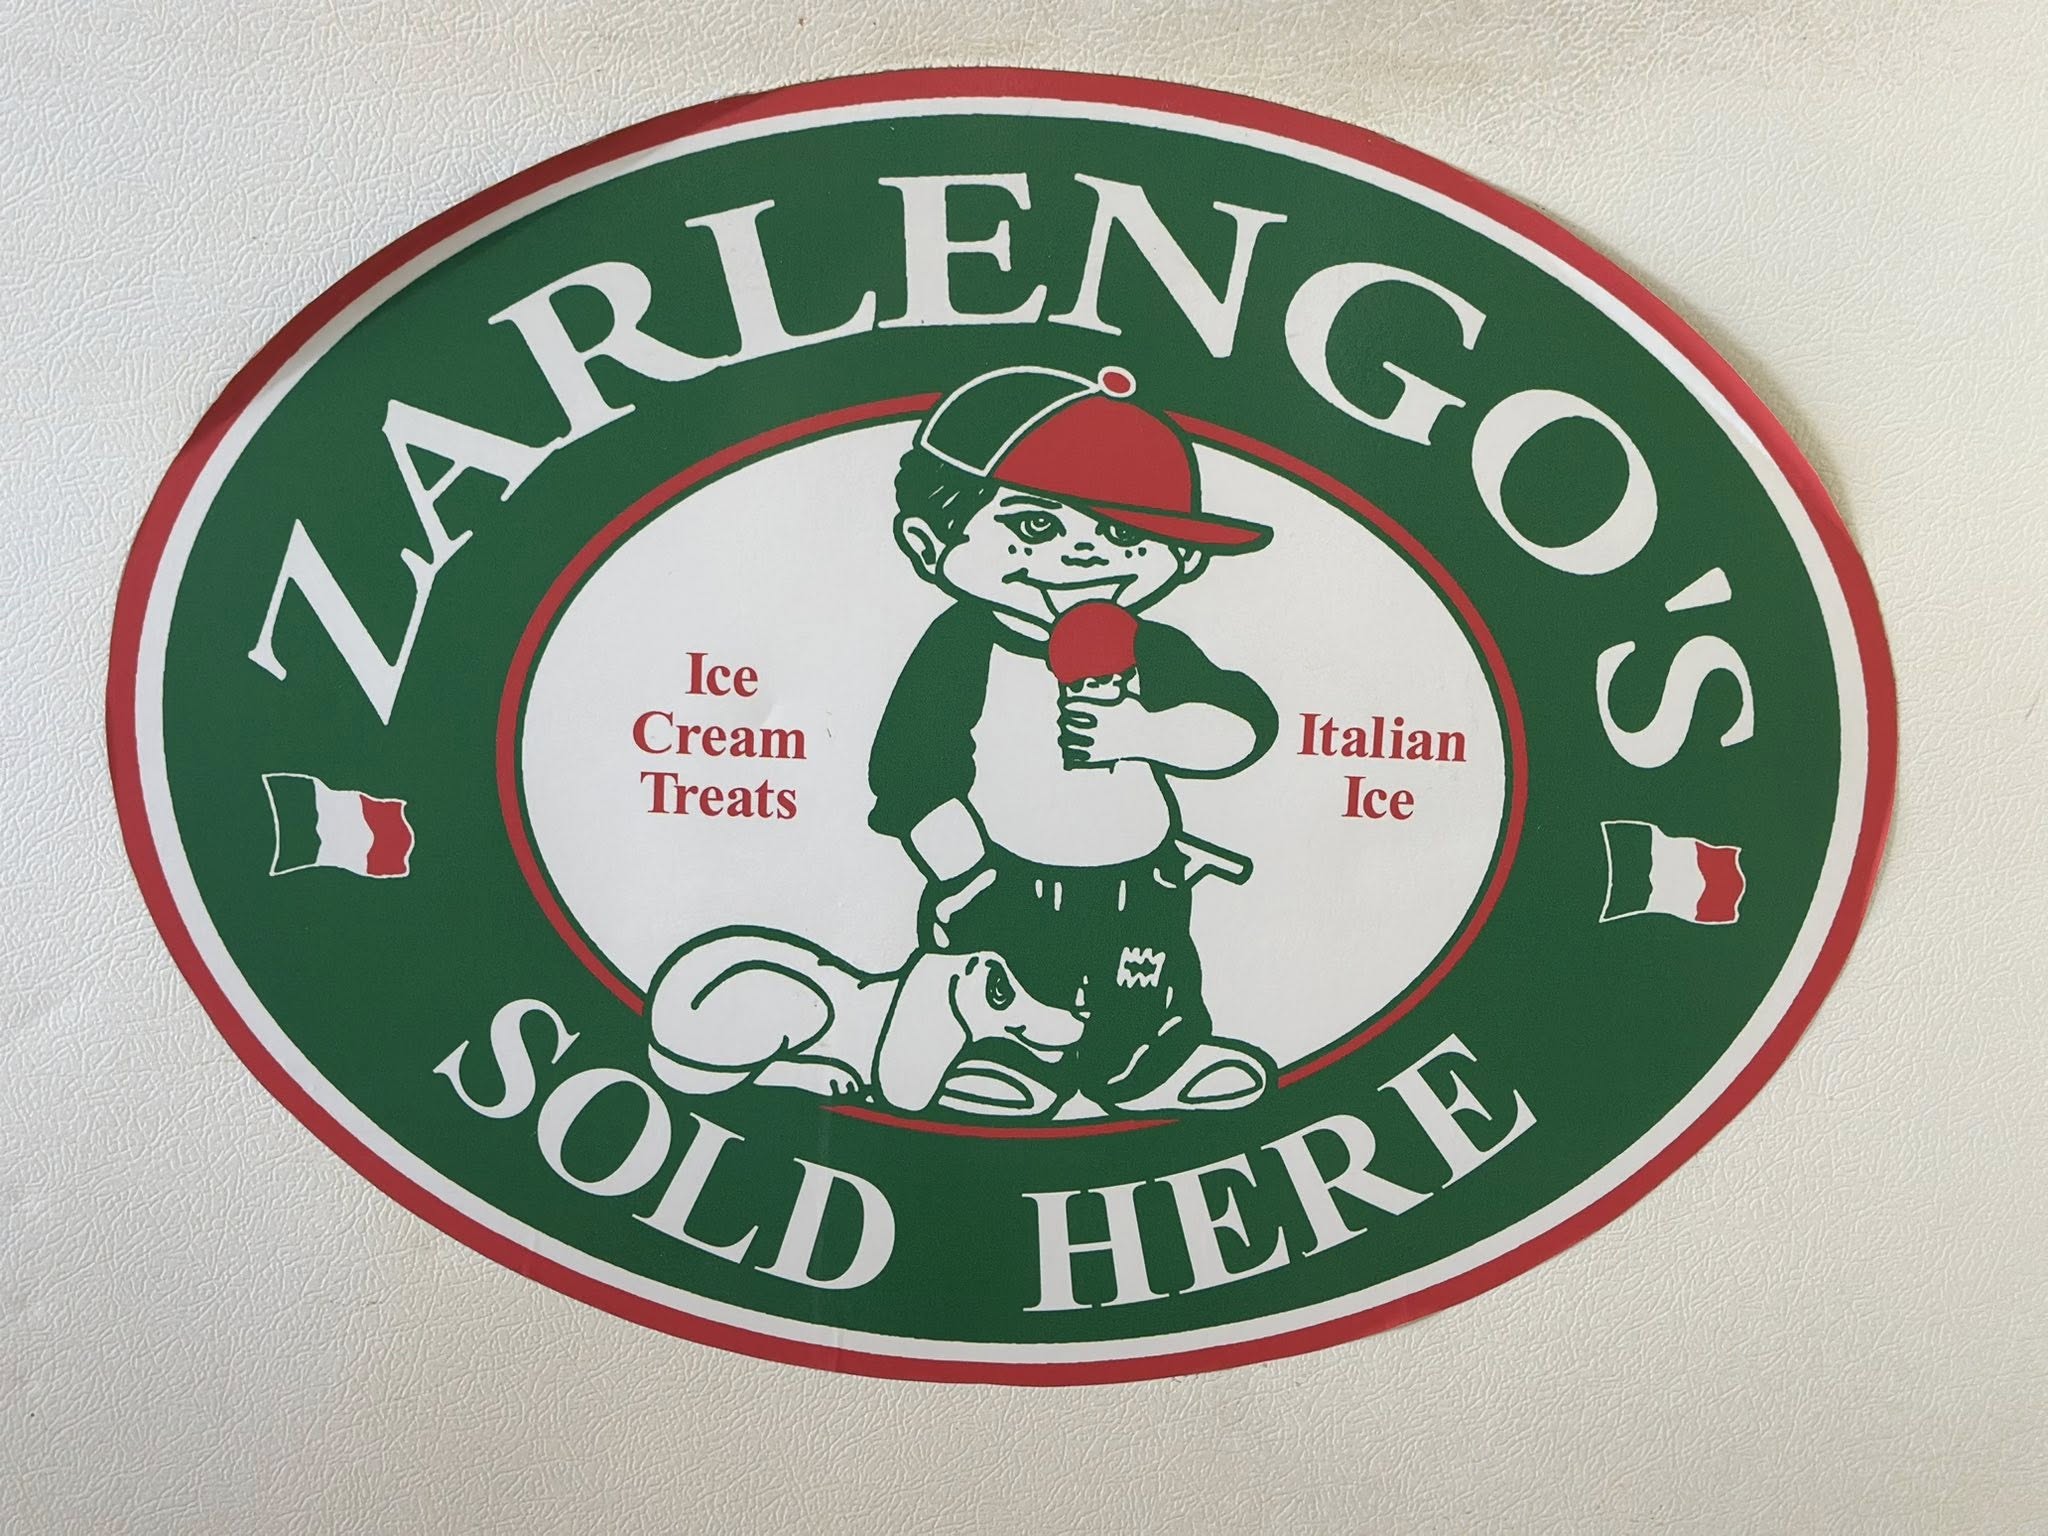 ZARLENGO'S
Ice
Cream
Treats
Italian
Ice
SOLD HERE